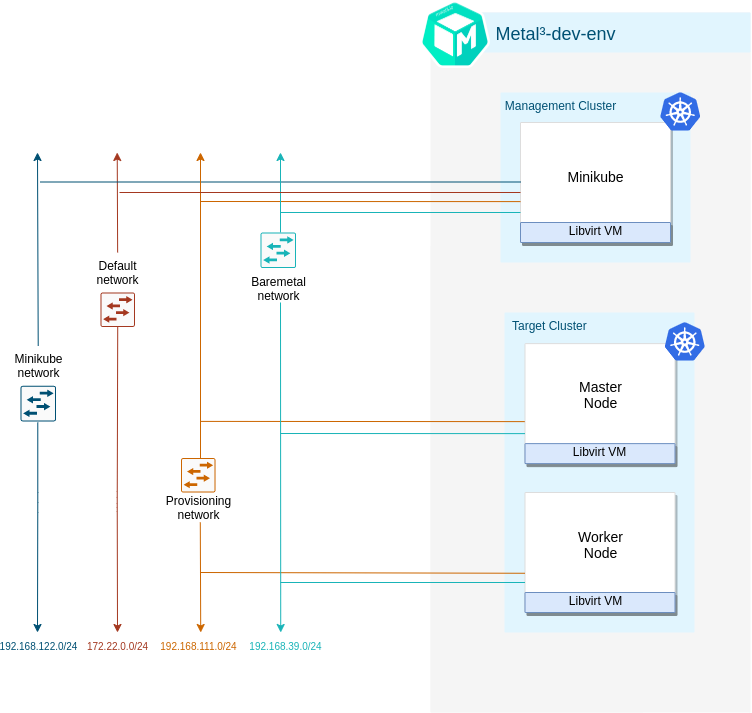 Metal³-dev-env
Management Cluster
Minikube
Libvirt VM
Default
network
Baremetal
network
Target Cluster
Minikube
network
Master
Node
Libvirt VM
Provisioning
network
Worker
Node
Libvirt VM
192.168.122.0/24
172.22.0.0/24
192.168.111.0/24
192.168.39.0/24